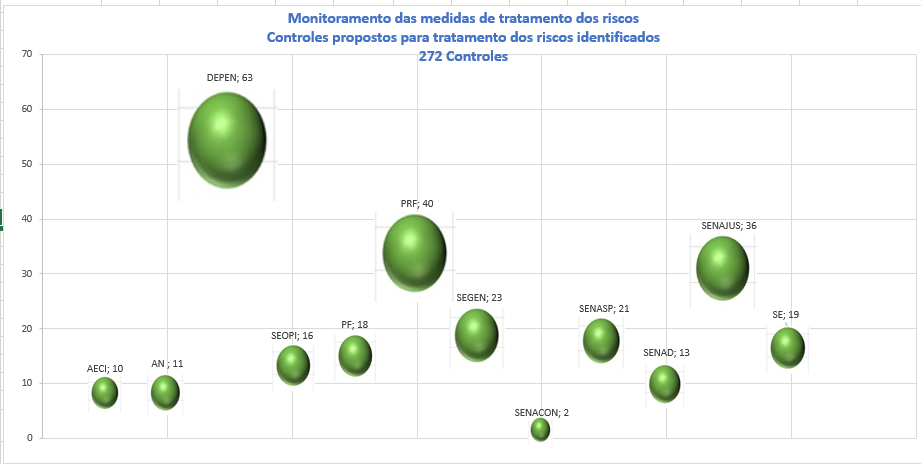 Monitoramento das medidas de tratamento dos riscos
Controles propostos para tratamento dos riscos identificados
272 Controles
70
60
50
40
30
20
10
0
DEPEN; 63
PRF; 40
SENAJUS; 36
SEGEN; 23
SENASP; 21
SE; 19
PF; 18
SEOPI; 16
SENAD; 13
AN ; 11
AECI; 10
SENACON; 2